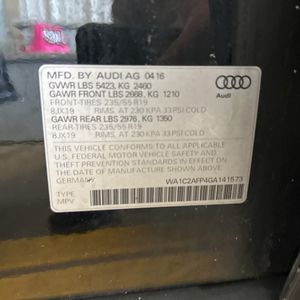 MFD. BY AUDI AG 04 16
GVWR LBS 5423, KG 2460
GAWR FRONT LBS 2668, KG 1210
FRONT-TIRES 235/55 R19
8JX19 RIMS, AT 230 KPA 33 PSI COLD
GAWR REAR LBS 2976, KG 1350
REAR-TIRES 235/55 R19
8JX19 RIMS, AT 230 KPA 33 PSI COLD
Audi
THIS VEHICLE CONFORMS TO ALL APPLICABLE
U.S. FEDERAL MOTOR VEHICLE SAFETY AND
THEFT PREVENTION STANDARDS IN EFFECT ON
THE DATE OF MANUFACTURE SHOWN ABOVE
TYPE
MPV
WA1C2AFP4GA141573